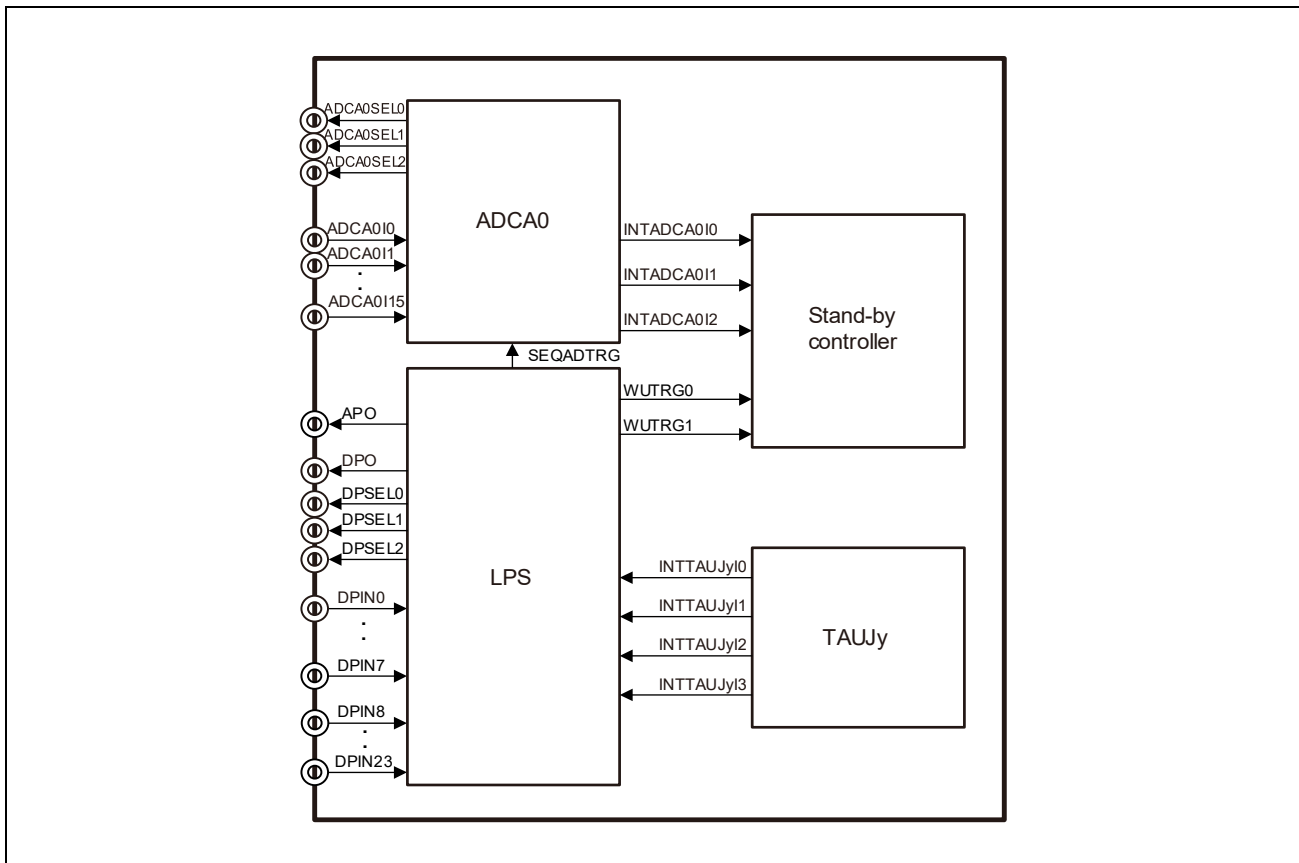 ADCA0SEL0
ADCA0SEL1
ADCA0SEL2
ADCA0I0
ADCA0I1
.
.
ADCA0I15
ADCA0
INTADCA0I0
INTADCA0I1
INTADCA0I2
Stand-by
controller
SEQADTRG
WUTRG0
WUTRG1
APO
DPO
DPSEL0
DPSEL1
DPSEL2
DPIN0
.
.
DPIN7
DPIN8
.
.
DPIN23
LPS
INTTAUJyI0
INTTAUJyI1
INTTAUJyI2
INTTAUJyI3
TAUJy